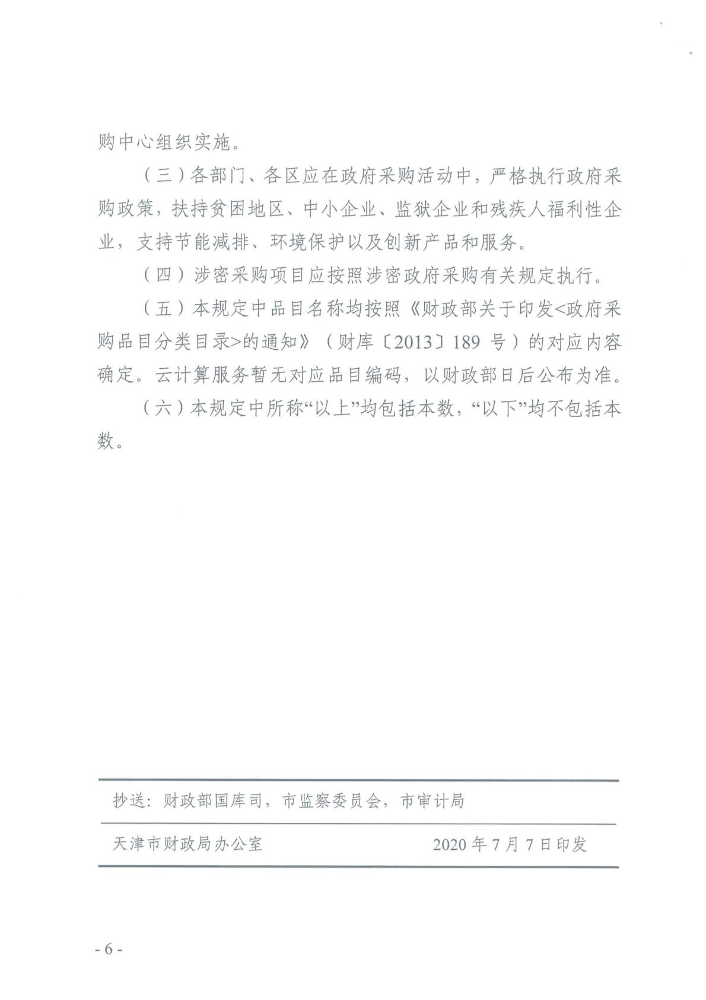 购中心组织实施。
（三）各部门、各区应在政府采购活动中，严格执行政府采
购政策，扶持贫困地区、中小企业、监狱企业和残疾人福利性企
业，支持节能减排、环境保护以及创新产品和服务。
（四）涉密采购项目应按照涉密政府采购有关规定执行。
（五）本规定中品目名称均按照《财政部关于印发<政府采
购品目分类目录>的通知》（财库〔2013〕189 号）的对应内容
确定。云计算服务暂无对应品目编码，以财政部日后公布为准。
（六）本规定中所称“以上”均包括本数，“以下”均不包括本
数。
抄送：财政部国库司，市监察委员会，市审计局
天津市财政局办公室 2020 年 7 月 7 日印发
- 6 -